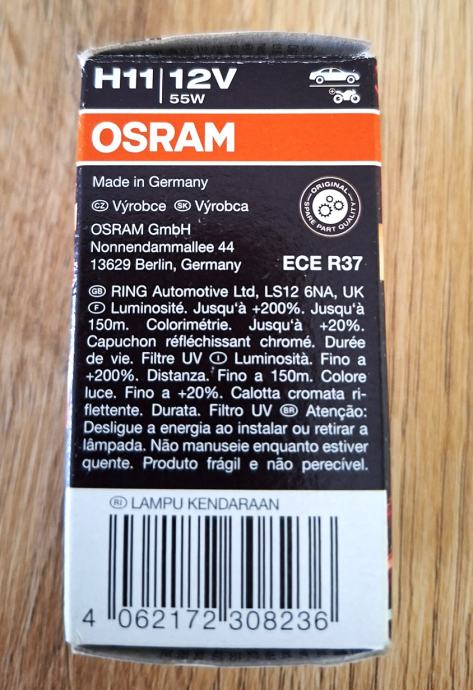 H11 12V
55W
OSRAM
Made in Germany
CZ Výrobce SK Výrobca
OSRAM GmbH
Nonnendammallee 44
13629 Berlin, Germany
ORIGINAL
SPARE PART QUALITY
ECE R37
GB RING Automotive Ltd, LS12 6NA, UK
F Luminosité. Jusqu'à +200%. Jusqu'à
150m. Colorimétrie. Jusqu'à +20%.
Capuchon réfléchissant chromé. Durée
de vie. Filtre UV I Luminosità. Fino a
+200%. Distanza. Fino a 150m. Colore
luce. Fino a +20%. Calotta cromata ri-
flettente. Durata. Filtro UV BR Atenção:
Desligue a energia ao instalar ou retirar a
lâmpada. Não manuseie enquanto estiver
quente. Produto frágil e não perecível.
RI LAMPU KENDARAAN
4 062172 308236